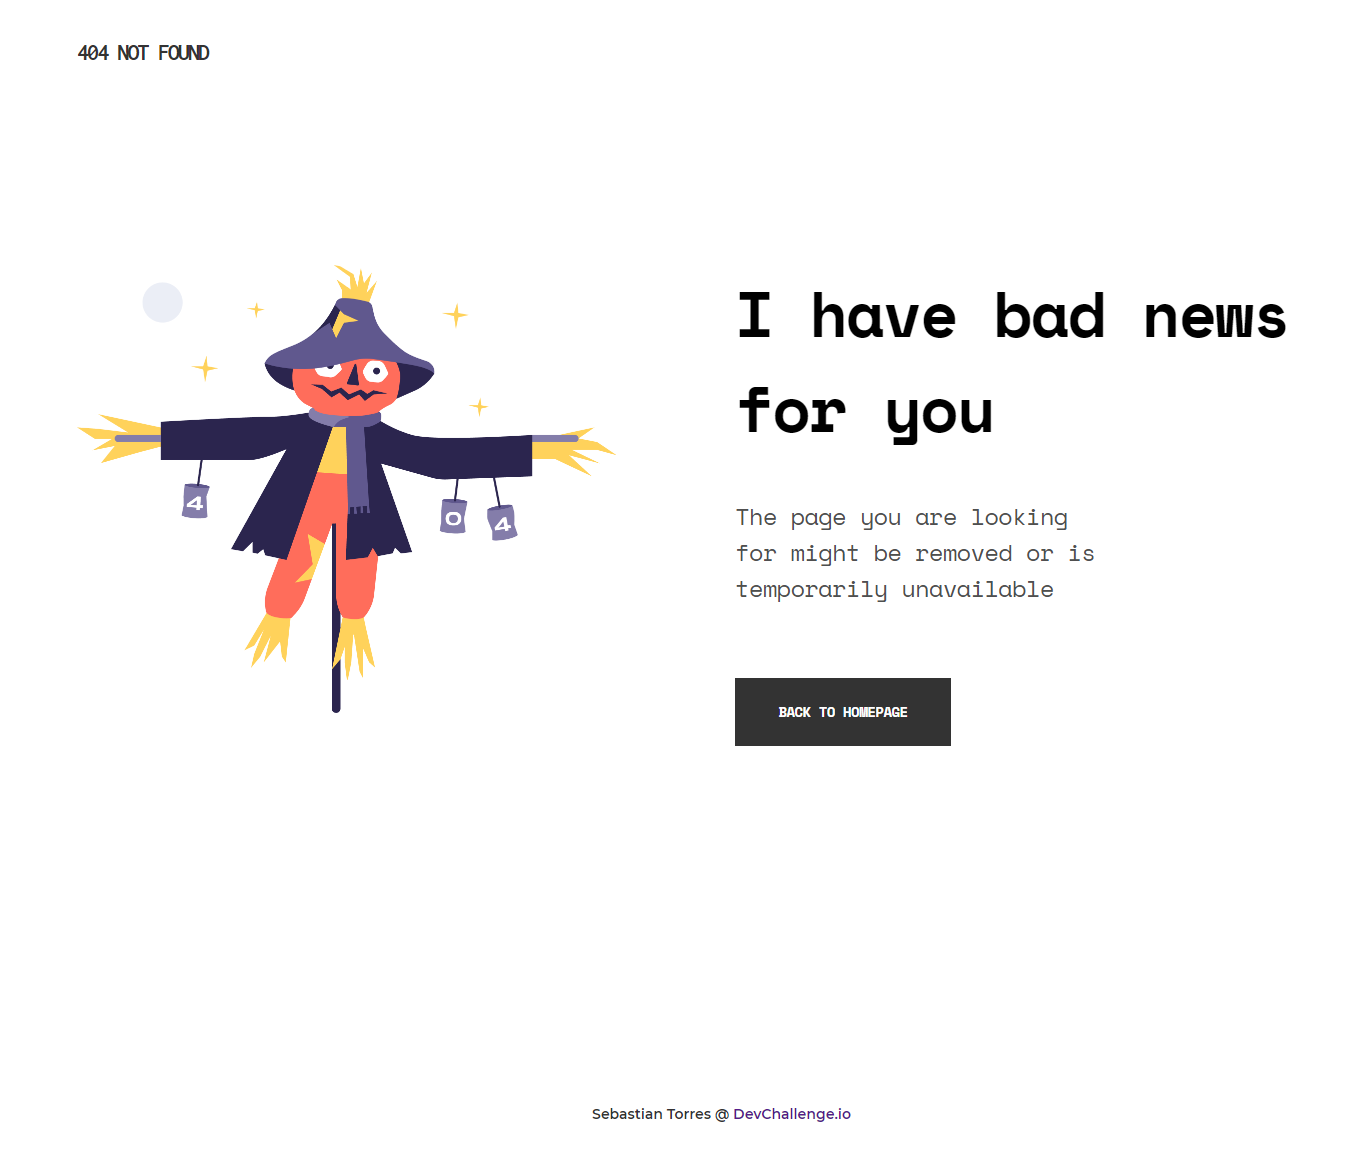 404 NOT FOUND
I have bad news
for you
4
0
4
The page you are looking
for might be removed or is
temporarily unavailable
BACK TO HOMEPAGE
Sebastian Torres @ DevChallenge.io